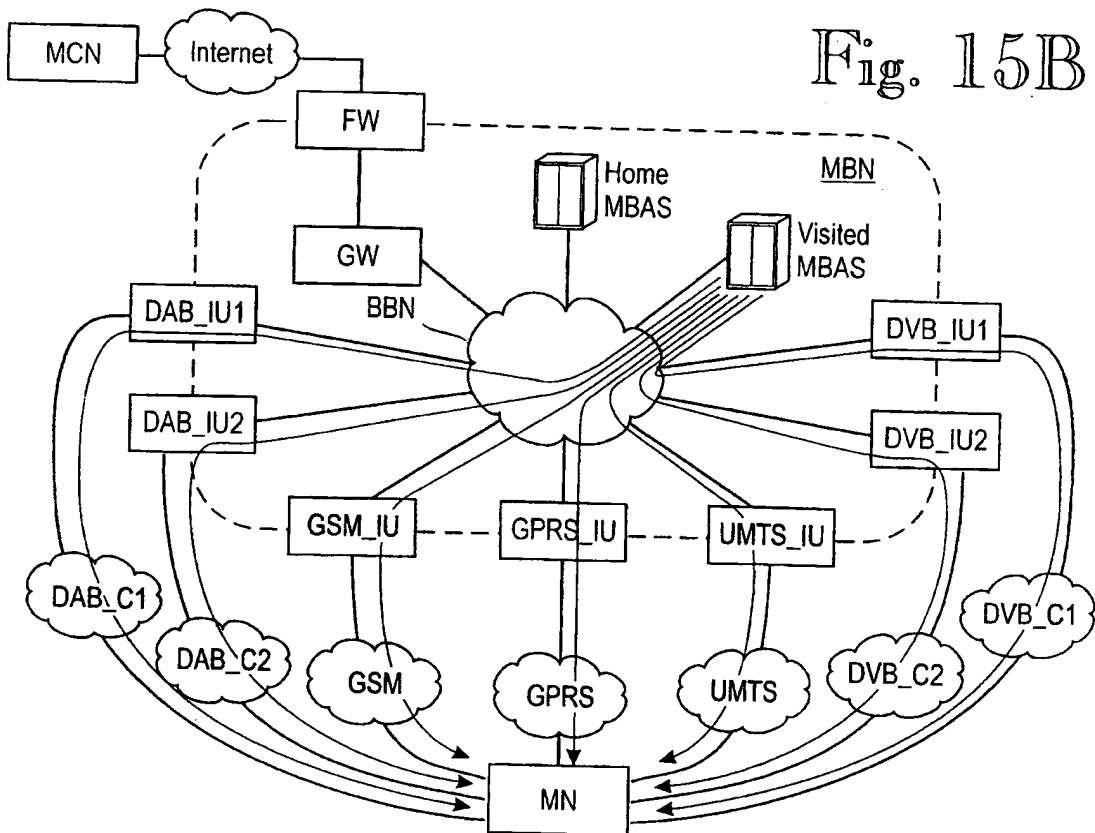 Fig. 15B
MCN
Internet
FW
Home
MBAS
MBN
Visited
MBAS
GW
BBN
DAB_IU1
DVB_IU1
DAB_IU2
DVB_IU2
GSM_IU
GPRS_IU
UMTS_IU
DAB_C1
DVB_C1
DAB_C2
GSM
GPRS
UMTS
DVB_C2
MN